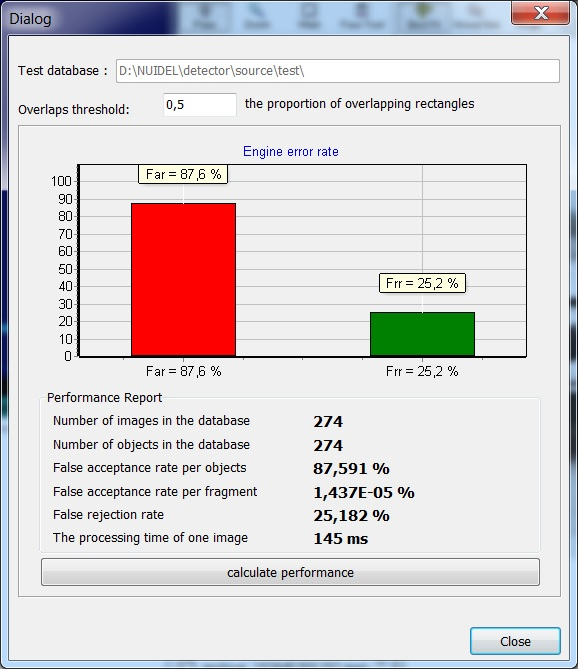 Dialog
Test database : D:\NUIDEL\detector\source\test\
Overlaps threshold: 0,5 the proportion of overlapping rectangles
Engine error rate
Far = 87,6 %
Frr = 25,2 %
100
90
80
70
60
50
40
30
20
10
0
Far = 87,6 % Frr = 25,2 %
Performance Report
Number of images in the database 274
Number of objects in the database 274
False acceptance rate per objects 87,591 %
False acceptance rate per fragment 1,437E-05 %
False rejection rate 25,182 %
The processing time of one image 145 ms
calculate performance
Close